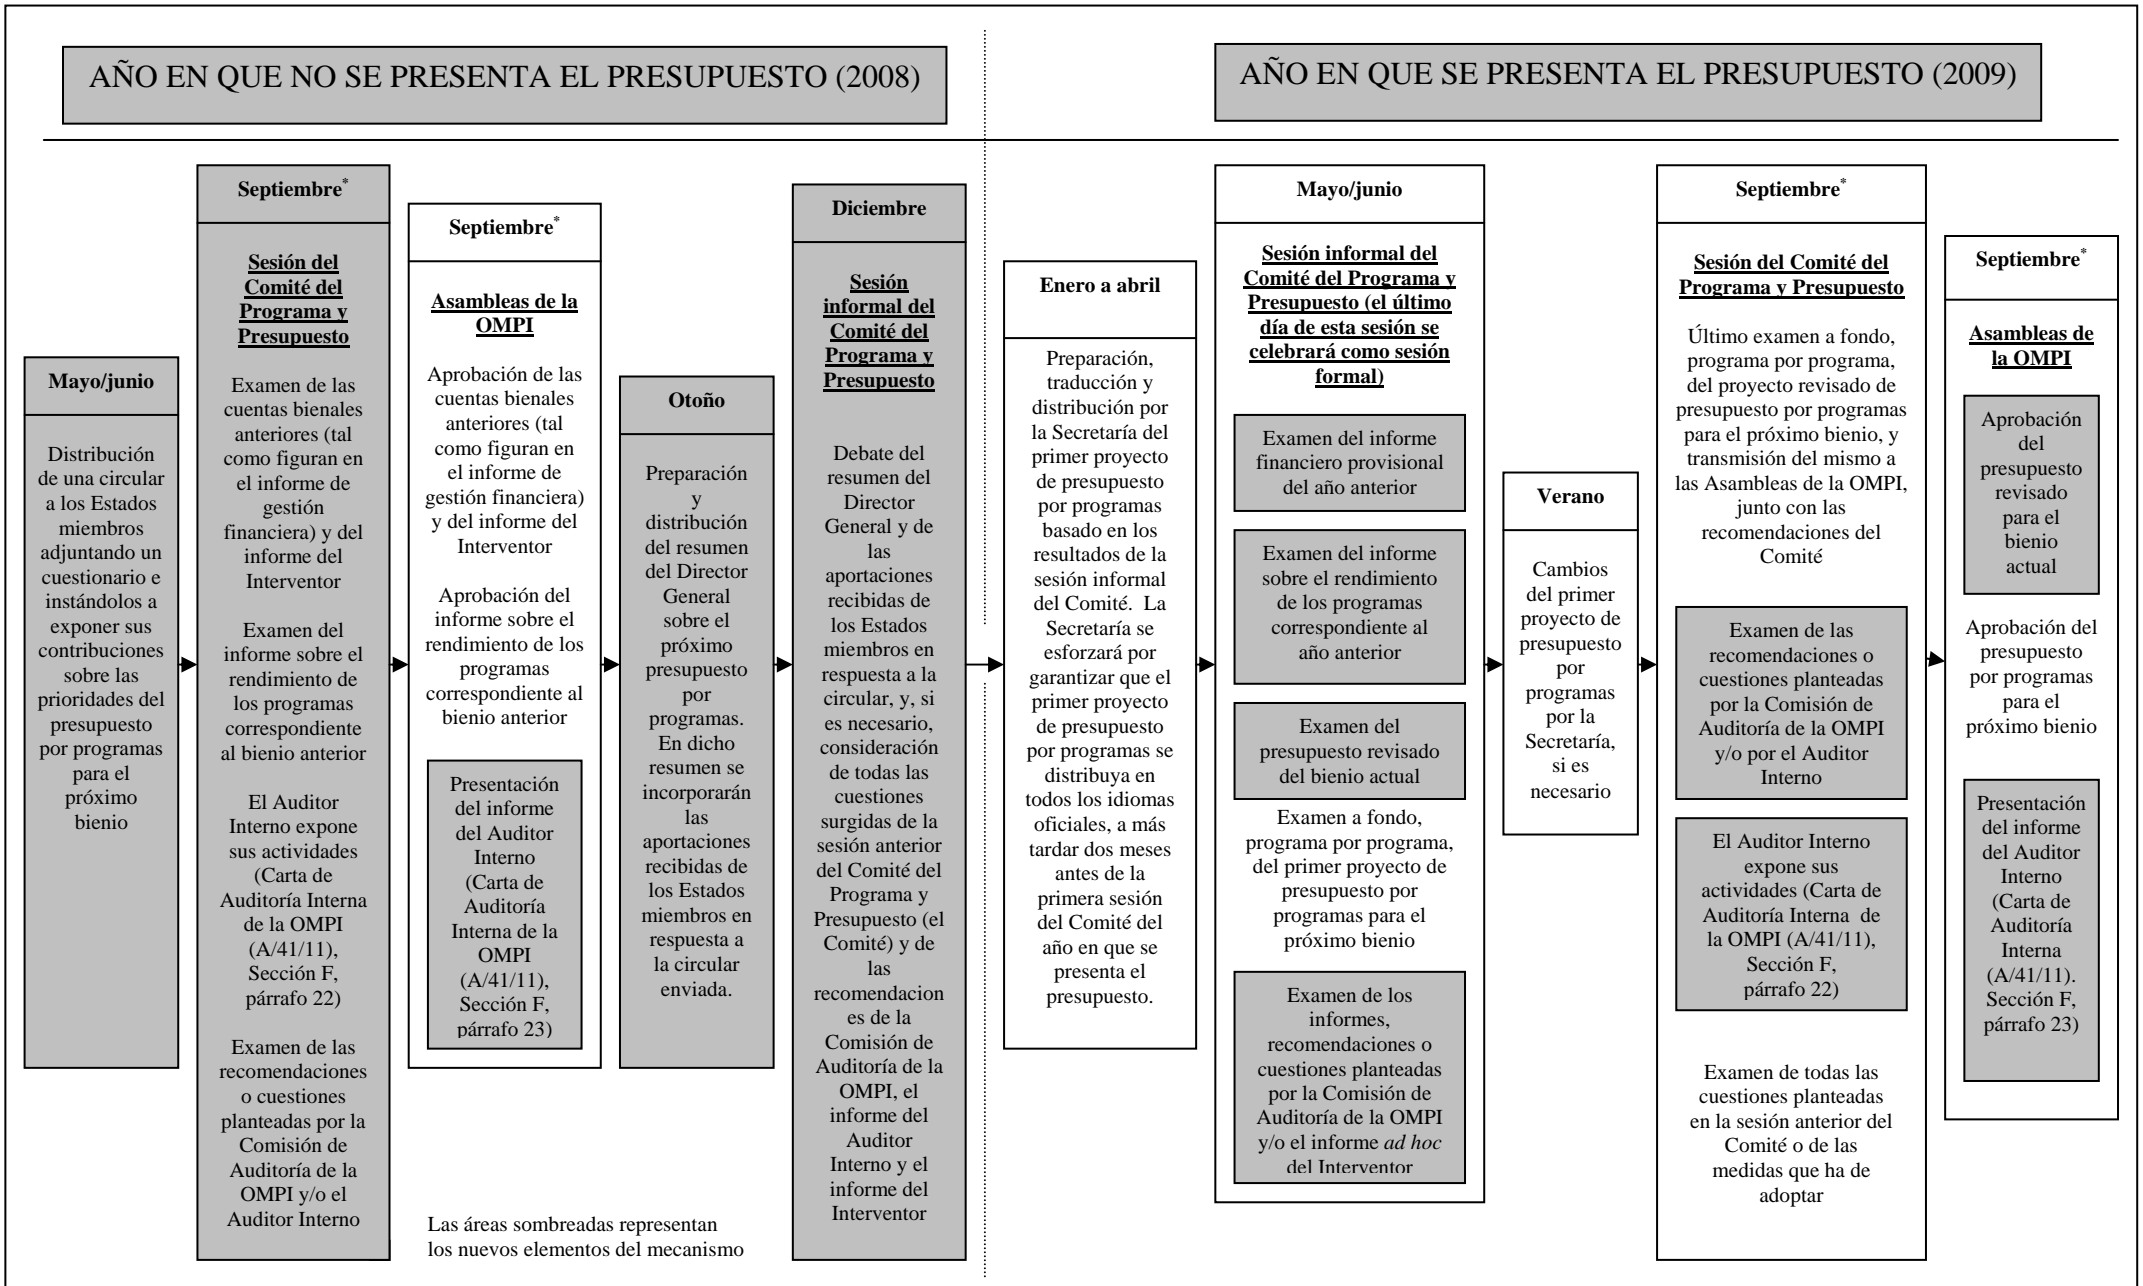 AÑO EN QUE NO SE PRESENTA EL PRESUPUESTO (2008)
AÑO EN QUE SE PRESENTA EL PRESUPUESTO (2009)
Mayo/junio
Distribución
de una circular
a los Estados
miembros
adjuntando un
cuestionario e
instándolos a
exponer sus
contribuciones
sobre las
prioridades del
presupuesto
por programas
para el
próximo
bienio
Septiembre*
Sesión del
Comité del
Programa y
Presupuesto
Examen de las
cuentas bienales
anteriores (tal
como figuran en
el informe de
gestión
financiera) y del
informe del
Interventor
Examen del
informe sobre el
rendimiento de
los programas
correspondiente
al bienio anterior
El Auditor
Interno expone
sus actividades
(Carta de
Auditoría Interna
de la OMPI
(A/41/11),
Sección F,
párrafo 22)
Examen de las
recomendaciones
o cuestiones
planteadas por la
Comisión de
Auditoría de la
OMPI y/o el
Auditor Interno
Septiembre*
Asambleas de la
OMPI
Aprobación de las
cuentas bienales
anteriores (tal
como figuran en
el informe de
gestión financiera)
y del informe del
Interventor
Aprobación del
informe sobre el
rendimiento de los
programas
correspondiente al
bienio anterior
Presentación
del informe
del Auditor
Interno
(Carta de
Auditoría
Interna de la
OMPI
(A/41/11),
Sección F,
párrafo 23)
Otoño
Preparación
y
distribución
del resumen
del Director
General
sobre el
próximo
presupuesto
por
programas.
En dicho
resumen se
incorporarán
las
aportaciones
recibidas de
los Estados
miembros en
respuesta a
la circular
enviada.
Diciembre
Sesión
informal del
Comité del
Programa y
Presupuesto
Debate del
resumen del
Director
General y de
las
aportaciones
recibidas de
los Estados
miembros en
respuesta a la
circular, y, si
es necesario,
consideración
de todas las
cuestiones
surgidas de la
sesión anterior
del Comité del
Programa y
Presupuesto (el
Comité) y de
las
recomendacion
es de la
Comisión de
Auditoría de la
OMPI, el
informe del
Auditor
Interno y el
informe del
Interventor
Enero a abril
Preparación,
traducción y
distribución por
la Secretaría del
primer proyecto
de presupuesto
por programas
basado en los
resultados de la
sesión informal
del Comité. La
Secretaría se
esforzará por
garantizar que el
primer proyecto
de presupuesto
por programas se
distribuya en
todos los idiomas
oficiales, a más
tardar dos meses
antes de la
primera sesión
del Comité del
año en que se
presenta el
presupuesto.
Mayo/junio
Sesión informal del
Comité del Programa y
Presupuesto (el último
día de esta sesión se
celebrará como sesión
formal)
Examen del informe
financiero provisional
del año anterior
Examen del informe
sobre el rendimiento
de los programas
correspondiente al
año anterior
Examen del
presupuesto revisado
del bienio actual
Examen a fondo,
programa por programa,
del primer proyecto de
presupuesto por
programas para el
próximo bienio
Examen de los
informes,
recomendaciones o
cuestiones planteadas
por la Comisión de
Auditoría de la OMPI
y/o el informe ad hoc
del Interventor
Verano
Cambios
del primer
proyecto de
presupuesto
por
programas
por la
Secretaría,
si es
necesario
Septiembre*
Sesión del Comité del
Programa y Presupuesto
Último examen a fondo,
programa por programa,
del proyecto revisado de
presupuesto por programas
para el próximo bienio, y
transmisión del mismo a
las Asambleas de la OMPI,
junto con las
recomendaciones del
Comité
Examen de las
recomendaciones o
cuestiones planteadas
por la Comisión de
Auditoría de la OMPI
y/o por el Auditor
Interno
El Auditor Interno
expone sus
actividades (Carta de
Auditoría Interna de
la OMPI (A/41/11),
Sección F,
párrafo 22)
Examen de todas las
cuestiones planteadas
en la sesión anterior del
Comité o de las
medidas que ha de
adoptar
Septiembre*
Asambleas de
la OMPI
Aprobación
del
presupuesto
revisado
para el
bienio
actual
Aprobación del
presupuesto
por programas
para el
próximo bienio
Presentación
del informe
del Auditor
Interno
(Carta de
Auditoría
Interna
(A/41/11).
Sección F,
párrafo 23)
Las áreas sombreadas representan
los nuevos elementos del mecanismo